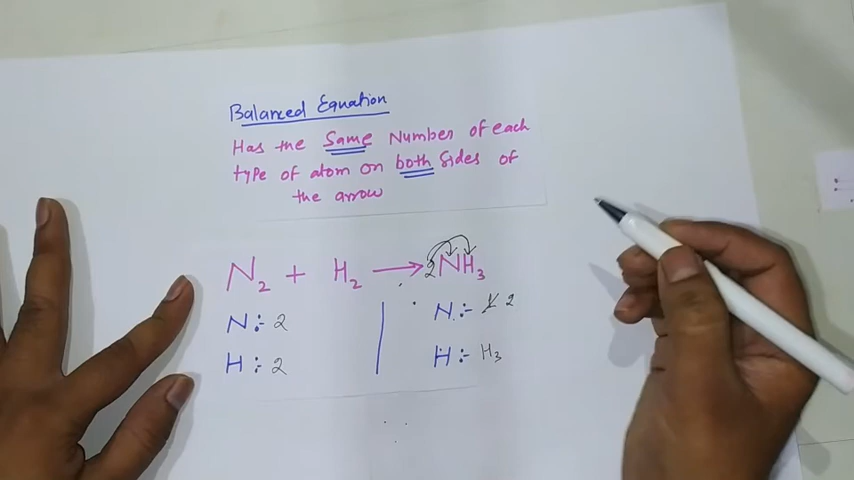 Balanced Equation
Has the Same Number of each
type of atom on both sides of
the arrow
N₂ + H₂ → 2NH₃
N :- 2 | N :- 1 2
H :- 2 | H :- H₃